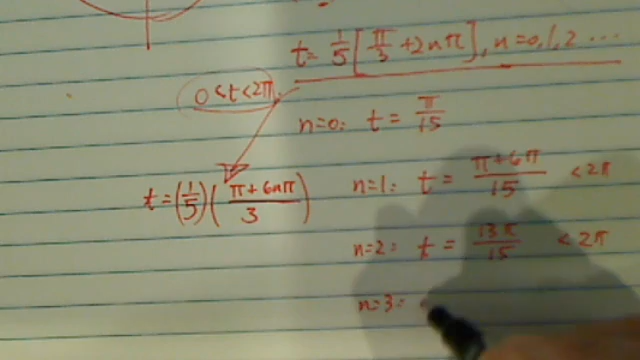 t = 1/5 [π/3 + 2nπ], n = 0, 1, 2 ...
0 < t < 2π
n=0: t = π/15
t = (1/5) ( (π + 6nπ)/3 )
n=1: t = (π + 6π)/15 < 2π
n=2: t = 13π/15 < 2π
n=3: